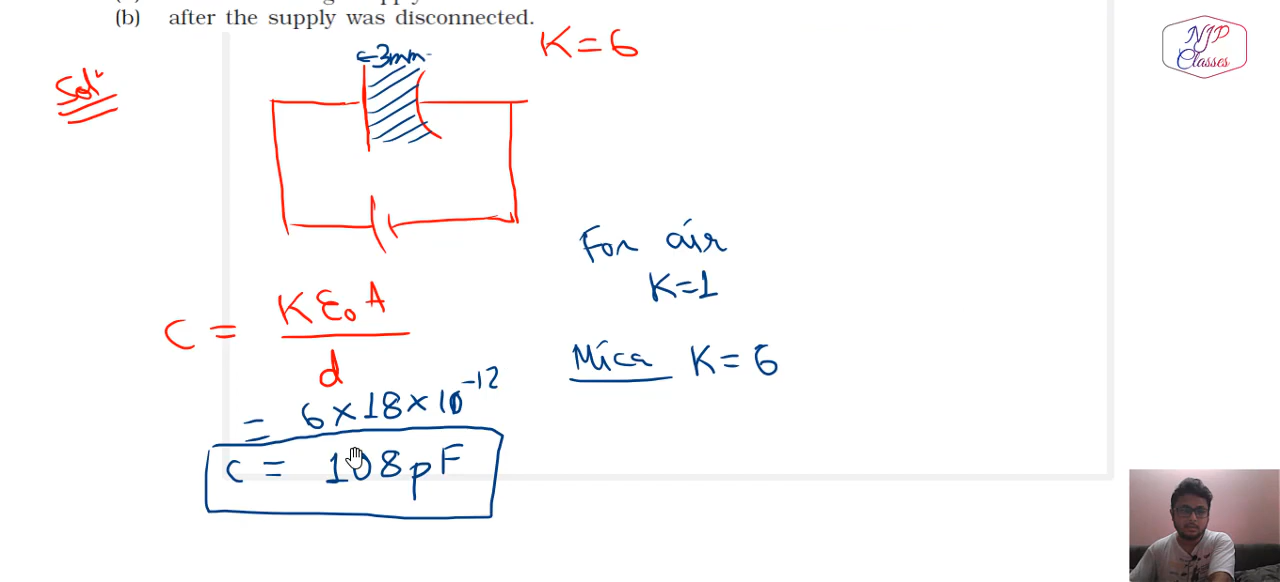 (b) after the supply was disconnected.
NJP
Classes
Sol.
3mm
K=6
For air
K=1
C = Kε₀A
d
Mica K=6
= 6×18×10⁻¹²
C = 108pF